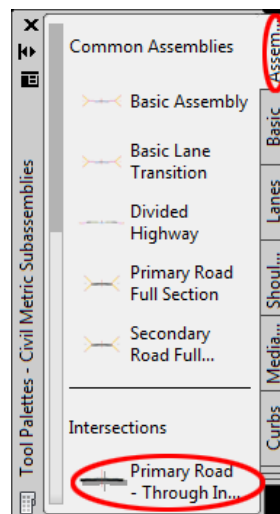 Tool Palettes - Civil Metric Subassemblies
Common Assemblies
Basic Assembly
Basic Lane
Transition
Divided
Highway
Primary Road
Full Section
Secondary
Road Full...
Intersections
Primary Road
- Through In...
Assem...
Basic
Lanes
Shoul...
Media...
Curbs